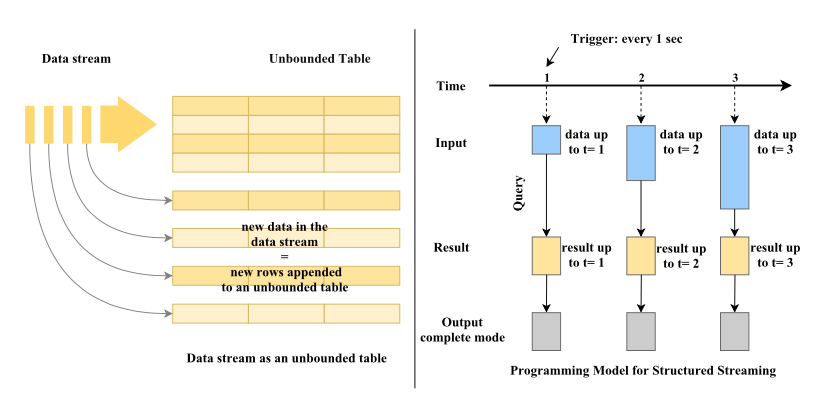 Data stream
Unbounded Table
new data in the
data stream
=
new rows appended
to an unbounded table
Data stream as an unbounded table
Trigger: every 1 sec
Time
1
2
3
Input
data up
to t= 1
data up
to t= 2
data up
to t= 3
Query
Result
result up
to t= 1
result up
to t= 2
result up
to t= 3
Output
complete mode
Programming Model for Structured Streaming